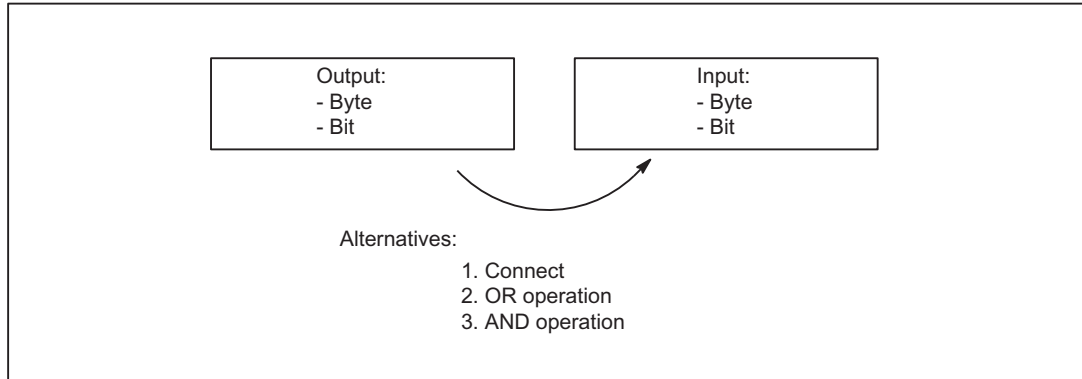 Output:
- Byte
- Bit
Input:
- Byte
- Bit
Alternatives:
1. Connect
2. OR operation
3. AND operation